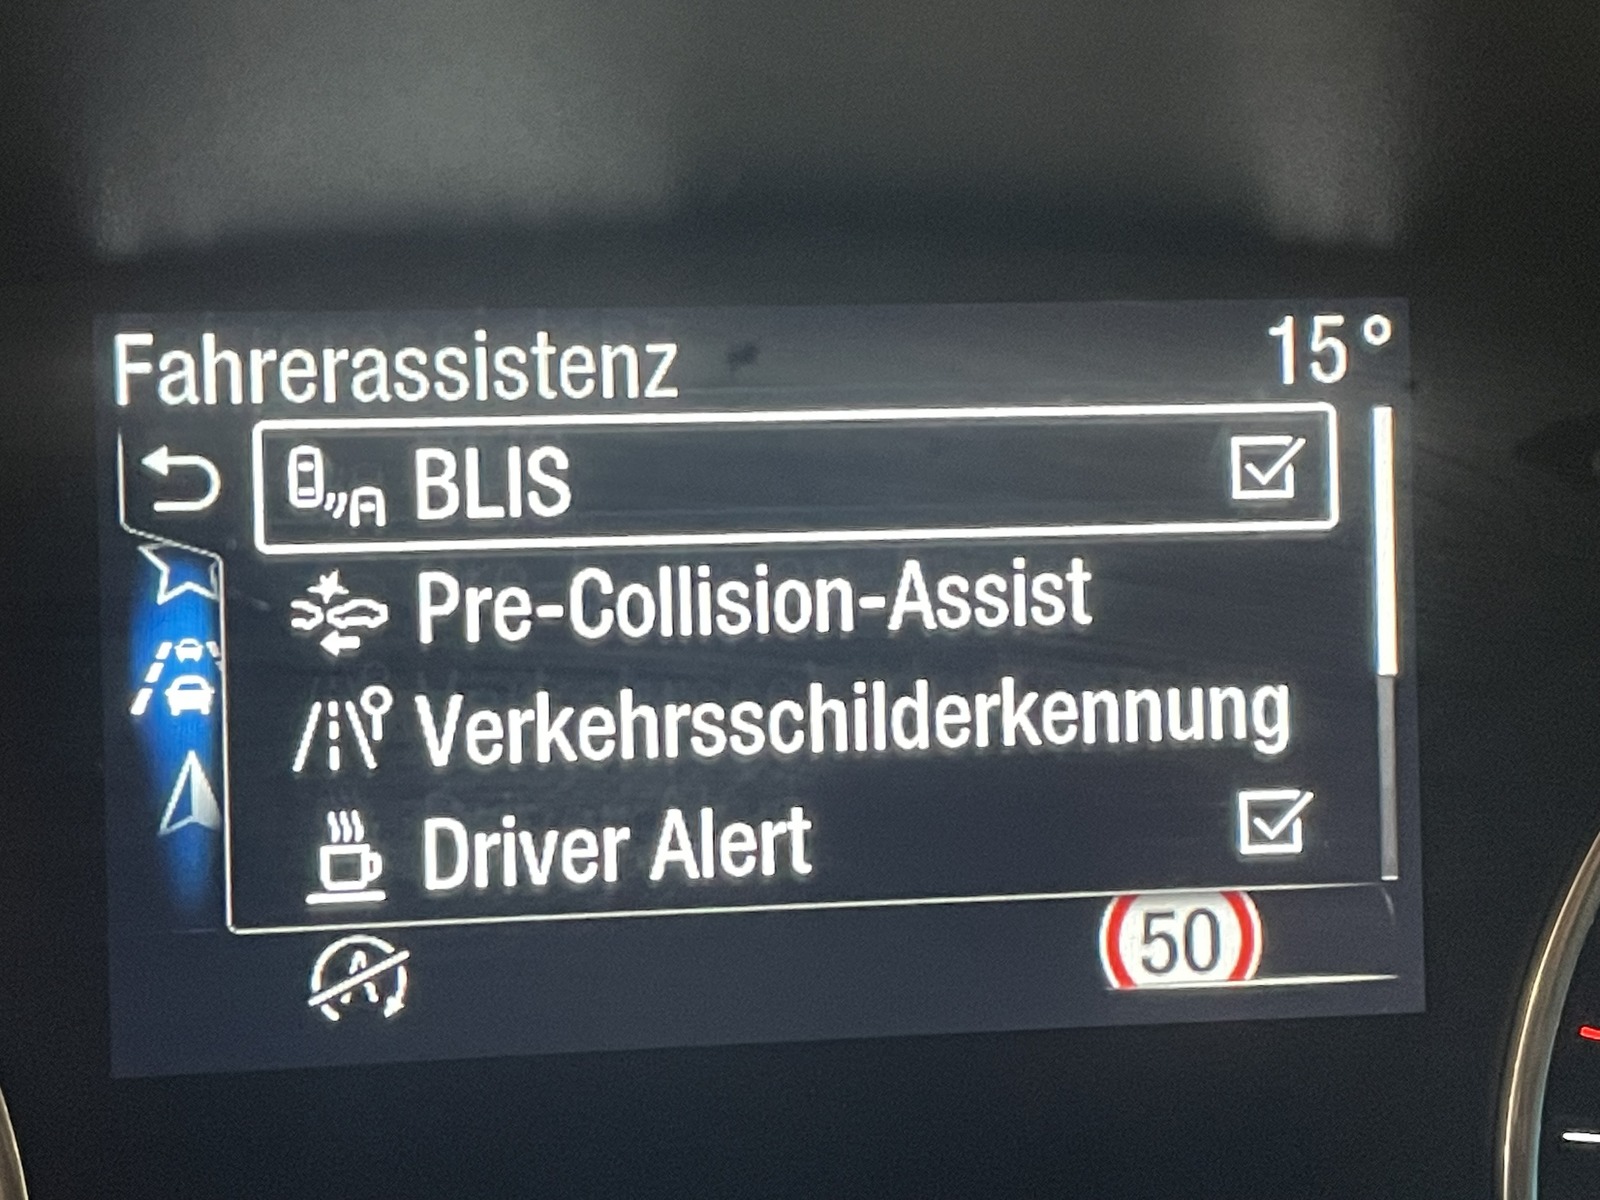 Fahrerassistenz 15°
BLIS
Pre-Collision-Assist
Verkehrsschilderkennung
Driver Alert
50